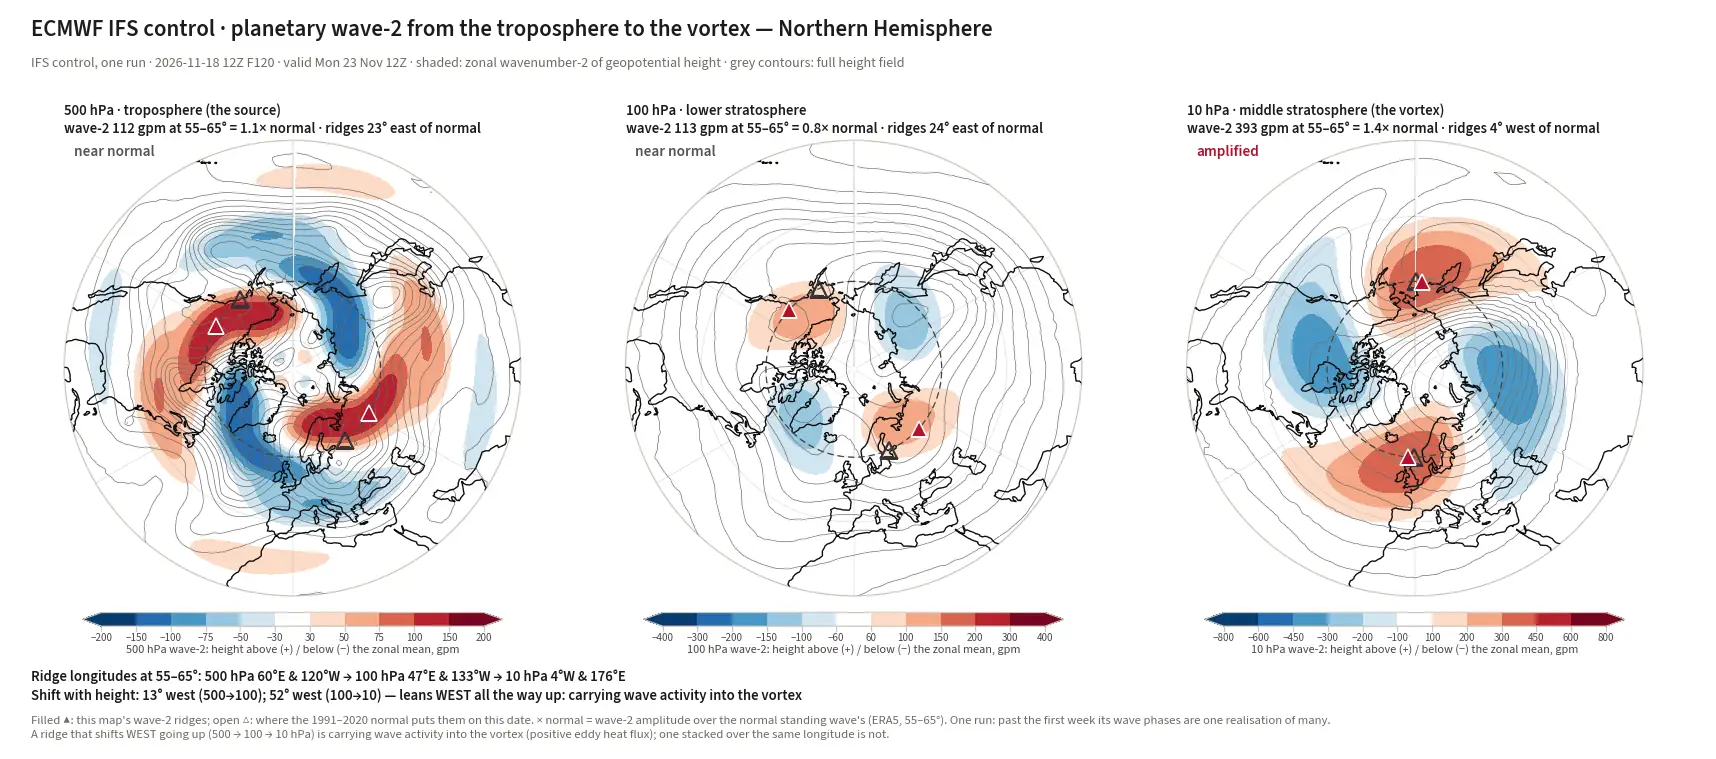 ECMWF IFS control · planetary wave-2 from the troposphere to the vortex — Northern Hemisphere
IFS control, one run · 2026-11-18 12Z F120 · valid Mon 23 Nov 12Z · shaded: zonal wavenumber-2 of geopotential height · grey contours: full height field
500 hPa · troposphere (the source)
wave-2 112 gpm at 55–65° = 1.1× normal · ridges 23° east of normal
near normal
100 hPa · lower stratosphere
wave-2 113 gpm at 55–65° = 0.8× normal · ridges 24° east of normal
near normal
10 hPa · middle stratosphere (the vortex)
wave-2 393 gpm at 55–65° = 1.4× normal · ridges 4° west of normal
amplified
−200 −150 −100 −75 −50 −30 30 50 75 100 150 200
500 hPa wave-2: height above (+) / below (−) the zonal mean, gpm
−400 −300 −200 −150 −100 −60 60 100 150 200 300 400
100 hPa wave-2: height above (+) / below (−) the zonal mean, gpm
−800 −600 −450 −300 −200 −100 100 200 300 450 600 800
10 hPa wave-2: height above (+) / below (−) the zonal mean, gpm
Ridge longitudes at 55–65°: 500 hPa 60°E & 120°W → 100 hPa 47°E & 133°W → 10 hPa 4°W & 176°E
Shift with height: 13° west (500→100); 52° west (100→10) — leans WEST all the way up: carrying wave activity into the vortex
Filled ▲: this map's wave-2 ridges; open △: where the 1991–2020 normal puts them on this date. × normal = wave-2 amplitude over the normal standing wave's (ERA5, 55–65°). One run: past the first week its wave phases are one realisation of many.
A ridge that shifts WEST going up (500 → 100 → 10 hPa) is carrying wave activity into the vortex (positive eddy heat flux); one stacked over the same longitude is not.